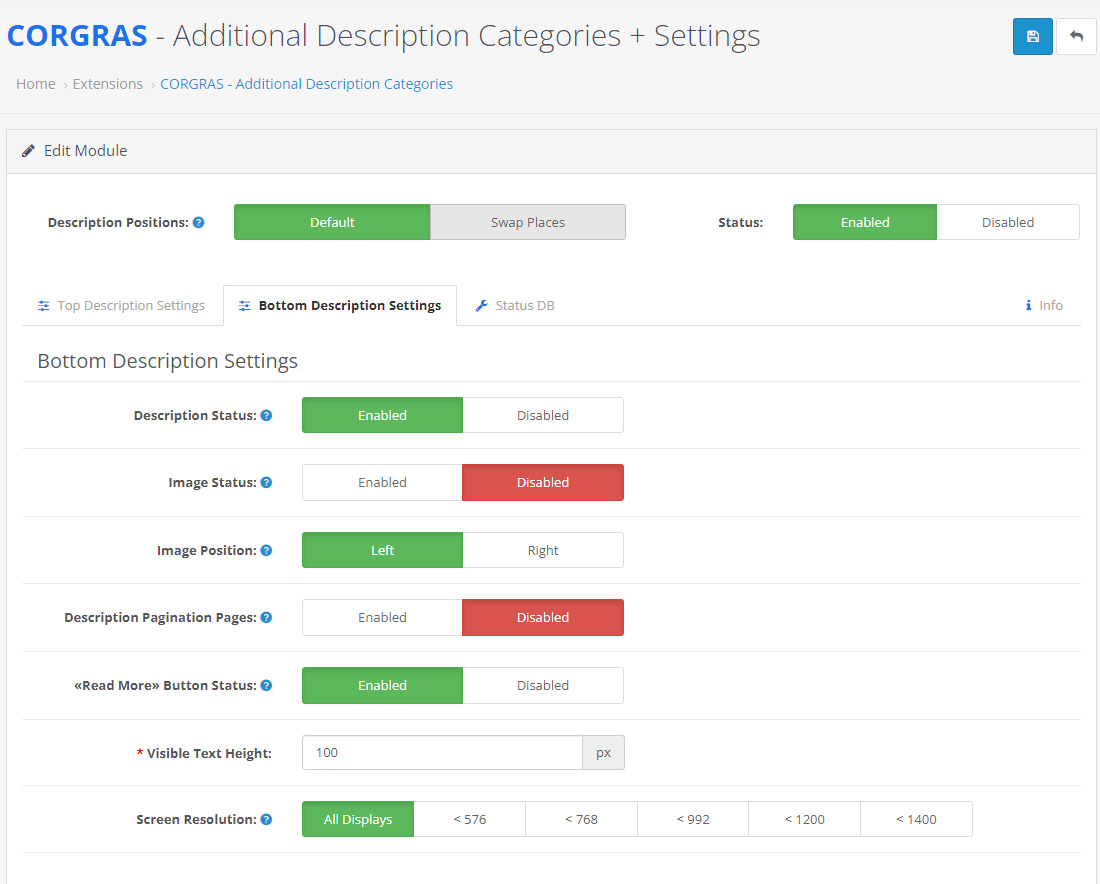 CORGRAS - Additional Description Categories + Settings
Home › Extensions › CORGRAS - Additional Description Categories
Edit Module
Description Positions: Default Swap Places Status: Enabled Disabled
Top Description Settings Bottom Description Settings Status DB Info
Bottom Description Settings
Description Status: Enabled Disabled
Image Status: Enabled Disabled
Image Position: Left Right
Description Pagination Pages: Enabled Disabled
«Read More» Button Status: Enabled Disabled
* Visible Text Height: 100 px
Screen Resolution: All Displays < 576 < 768 < 992 < 1200 < 1400